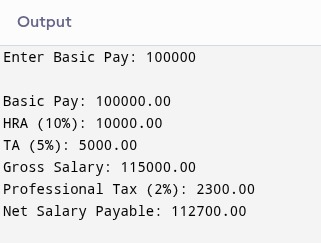 Output
Enter Basic Pay: 100000
Basic Pay: 100000.00
HRA (10%): 10000.00
TA (5%): 5000.00
Gross Salary: 115000.00
Professional Tax (2%): 2300.00
Net Salary Payable: 112700.00